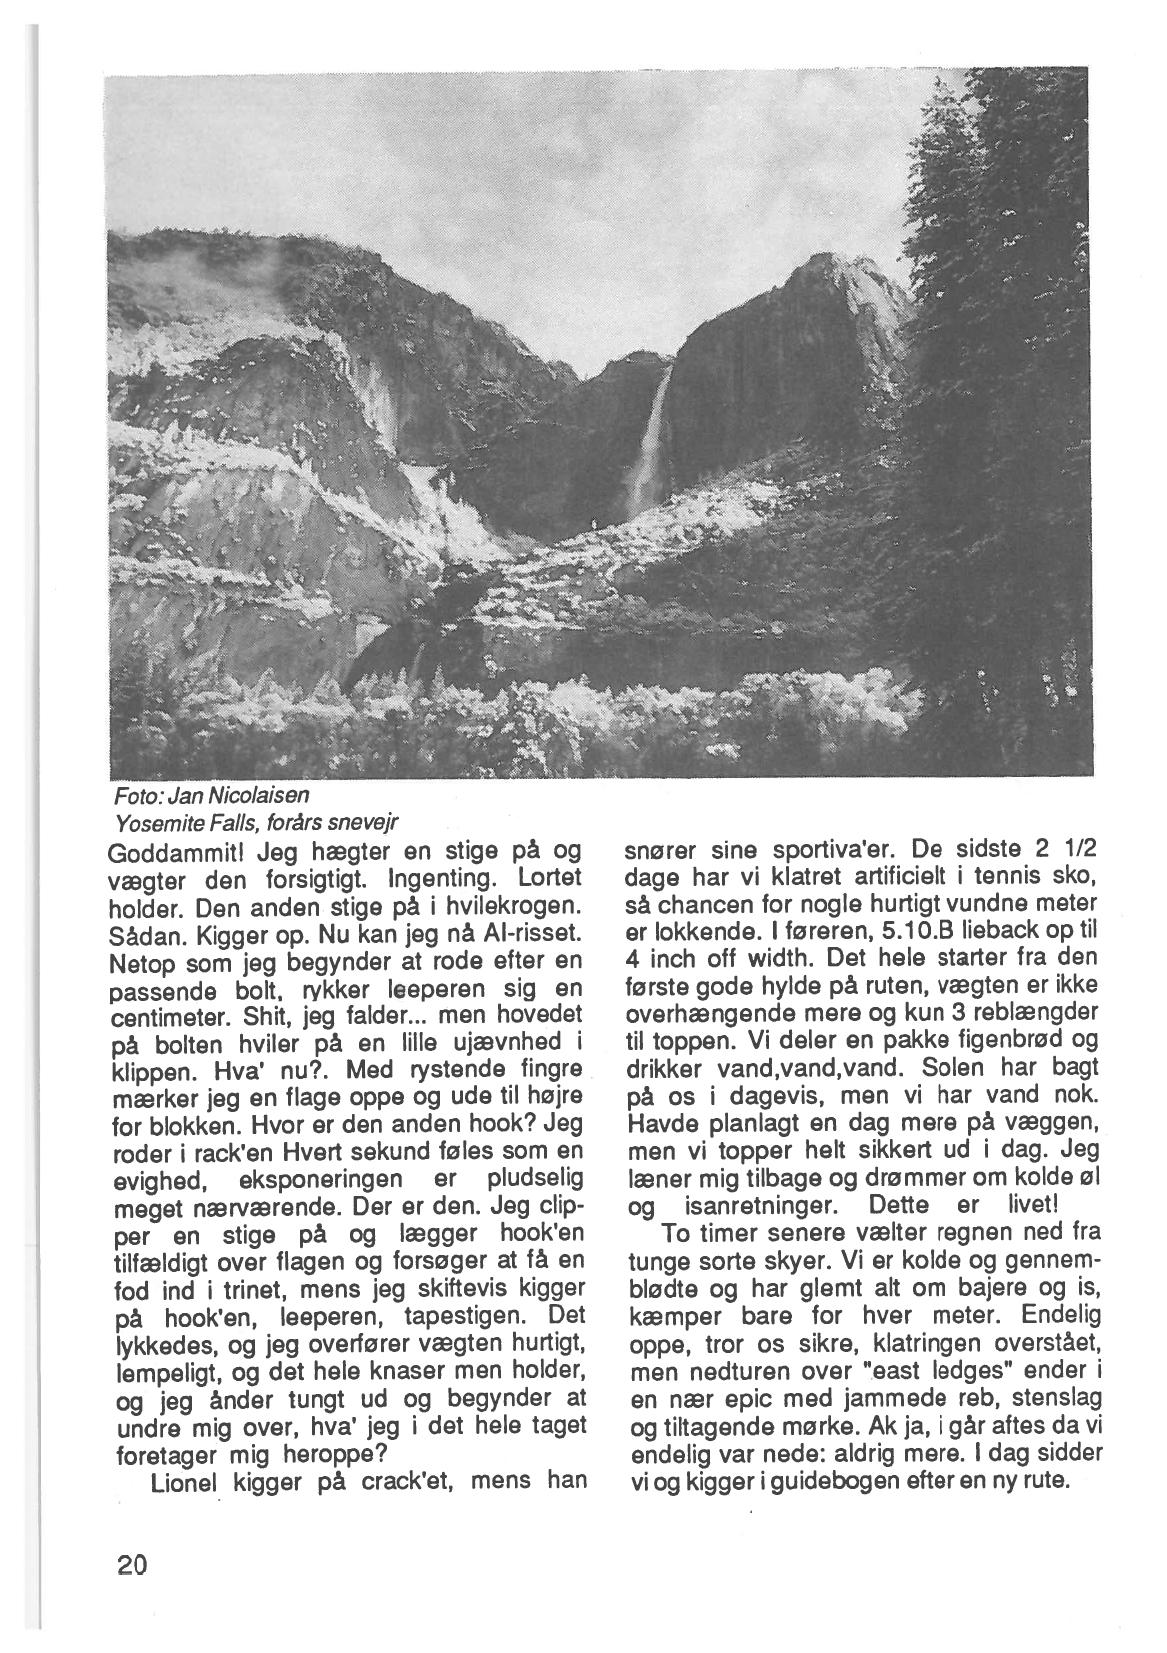 Foto: Jan Nicolaisen
Yosemite Falls, forårs snevejr
Goddammit! Jeg hægter en stige på og
vægter den forsigtigt. Ingenting. Lortet
holder. Den anden stige på i hvilekrogen.
Sådan. Kigger op. Nu kan jeg nå Al-risset.
Netop som jeg begynder at rode efter en
passende bolt, rykker leeperen sig en
centimeter. Shit, jeg falder... men hovedet
på bolten hviler på en lille ujævnhed i
klippen. Hva' nu?. Med rystende fingre
mærker jeg en flage oppe og ude til højre
for blokken. Hvor er den anden hook? Jeg
roder i rack'en Hvert sekund føles som en
evighed, eksponeringen er pludselig
meget nærværende. Der er den. Jeg clip-
per en stige på og lægger hook'en
tilfældigt over flagen og forsøger at få en
fod ind i trinet, mens jeg skiftevis kigger
på hook'en, leeperen, tapestigen. Det
lykkedes, og jeg overfører vægten hurtigt,
lempeligt, og det hele knaser men holder,
og jeg ånder tungt ud og begynder at
undre mig over, hva' jeg i det hele taget
foretager mig heroppe?
Lionel kigger på crack'et, mens han
snører sine sportiva'er. De sidste 2 1/2
dage har vi klatret artificielt i tennis sko,
så chancen for nogle hurtigt vundne meter
er lokkende. I føreren, 5.10.B lieback op til
4 inch off width. Det hele starter fra den
første gode hylde på ruten, vægten er ikke
overhængende mere og kun 3 reblængder
til toppen. Vi deler en pakke figenbrød og
drikker vand,vand,vand. Solen har bagt
på os i dagevis, men vi har vand nok.
Havde planlagt en dag mere på væggen,
men vi topper helt sikkert ud i dag. Jeg
læner mig tilbage og drømmer om kolde øl
og isanretninger. Dette er livet!
To timer senere vælter regnen ned fra
tunge sorte skyer. Vi er kolde og gennem-
blødte og har glemt alt om bajere og is,
kæmper bare for hver meter. Endelig
oppe, tror os sikre, klatringen overstået,
men nedturen over "east ledges" ender i
en nær epic med jammede reb, stenslag
og tiltagende mørke. Ak ja, i går aftes da vi
endelig var nede: aldrig mere. I dag sidder
vi og kigger i guidebogen efter en ny rute.
20